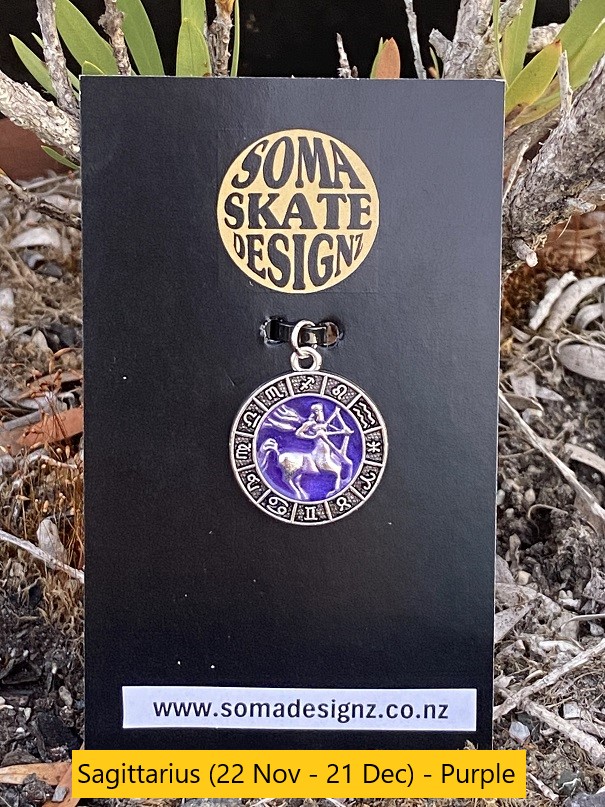 SOMA
SKATE
DESIGNZ
www.somadesignz.co.nz
Sagittarius (22 Nov - 21 Dec) - Purple